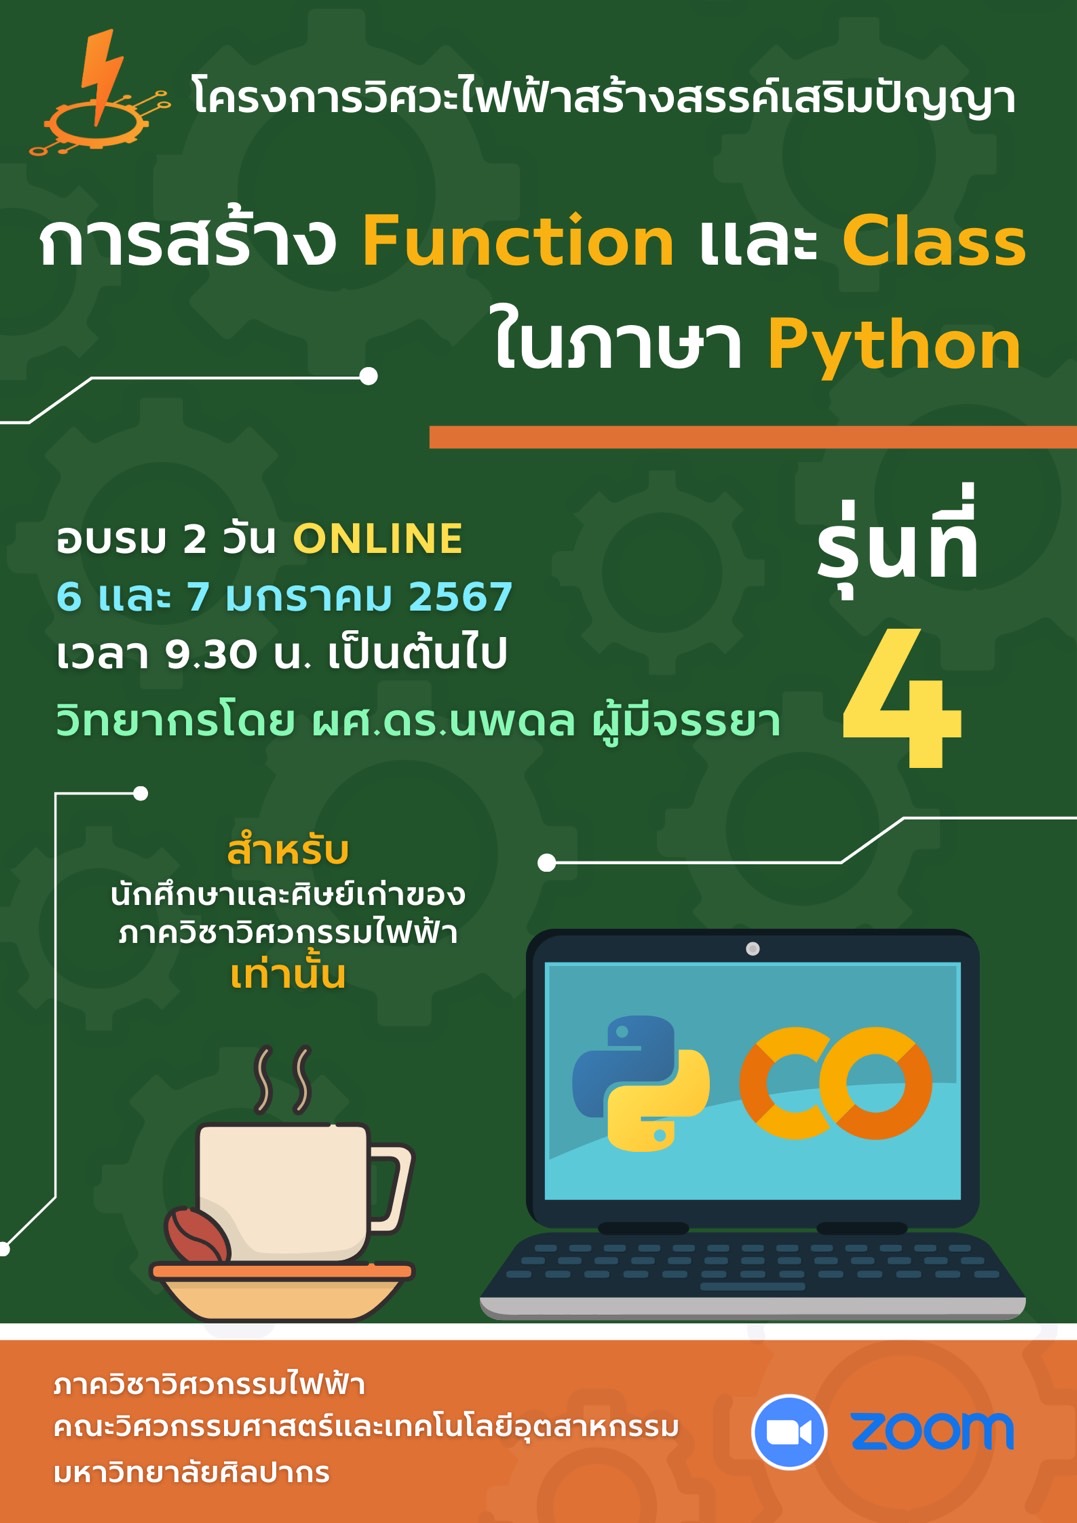 โครงการวิศวะไฟฟ้าสร้างสรรค์เสริมปัญญา
การสร้าง Function และ Class
ในภาษา Python
อบรม 2 วัน ONLINE
6 และ 7 มกราคม 2567
เวลา 9.30 น. เป็นต้นไป
วิทยากรโดย ผศ.ดร.นพดล ผู้มีจรรยา
รุ่นที่
4
สำหรับ
นักศึกษาและศิษย์เก่าของ
ภาควิชาวิศวกรรมไฟฟ้า
เท่านั้น
ภาควิชาวิศวกรรมไฟฟ้า
คณะวิศวกรรมศาสตร์และเทคโนโลยีอุตสาหกรรม
มหาวิทยาลัยศิลปากร
zoom